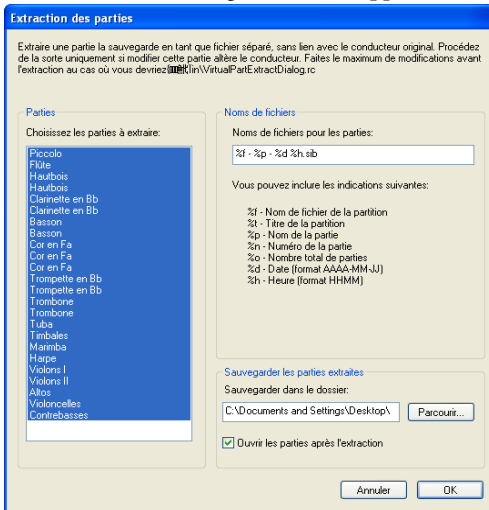 Extraction des parties
Extraire une partie la sauvegarde en tant que fichier séparé, sans lien avec le conducteur original. Procédez
de la sorte uniquement si modifier cette partie altère le conducteur. Faites le maximum de modifications avant
l'extraction au cas où vous devriez lin\VirtualPartExtractDialog.rc
Parties
Choisissez les parties à extraire:
Piccolo
Flûte
Hautbois
Hautbois
Clarinette en Bb
Clarinette en Bb
Basson
Basson
Cor en Fa
Cor en Fa
Cor en Fa
Trompette en Bb
Trompette en Bb
Trombone
Trombone
Tuba
Timbales
Marimba
Harpe
Violons I
Violons II
Altos
Violoncelles
Contrebasses
Noms de fichiers
Noms de fichiers pour les parties:
%f - %p - %d %h.sib
Vous pouvez inclure les indications suivantes:
%f - Nom de fichier de la partition
%t - Titre de la partition
%p - Nom de la partie
%n - Numéro de la partie
%o - Nombre total de parties
%d - Date (format AAAA-MM-JJ)
%h - Heure (format HHMM)
Sauvegarder les parties extraites
Sauvegarder dans le dossier:
C:\Documents and Settings\Desktop\
Parcourir...
Ouvrir les parties après l'extraction
Annuler
OK